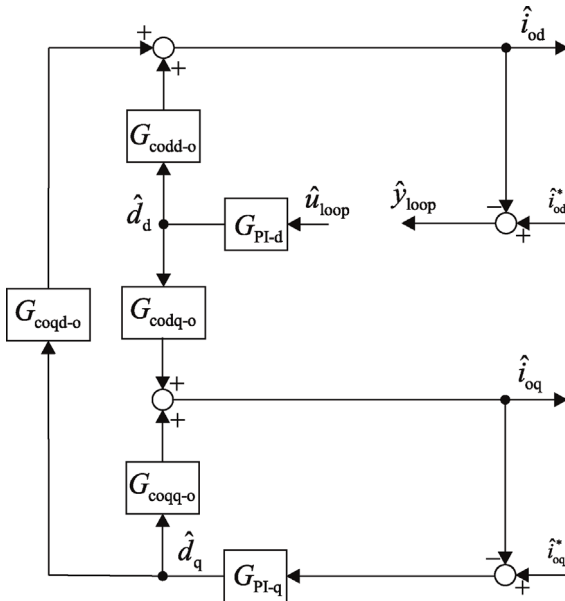 +
î_od
+
G_codd-o
d̂_d
û_loop
ŷ_loop
−
î*_od
+
G_PI-d
G_coqd-o
G_codq-o
+
î_oq
+
G_coqq-o
d̂_q
−
î*_oq
G_PI-q
+